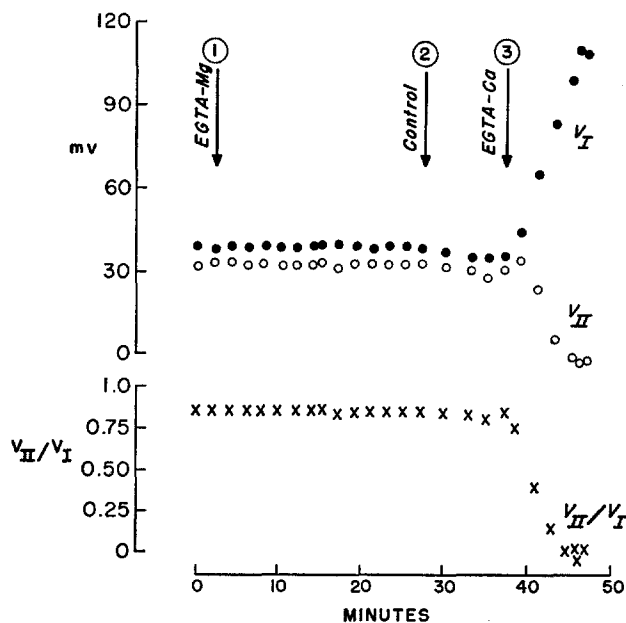 120
90
mv
60
30
0
① EGTA-Mg
② Control
③ EGTA-Ca
V_I
V_II
1.0
0.75
V_II/V_I
0.50
0.25
0
V_II/V_I
0 10 20 30 40 50
MINUTES